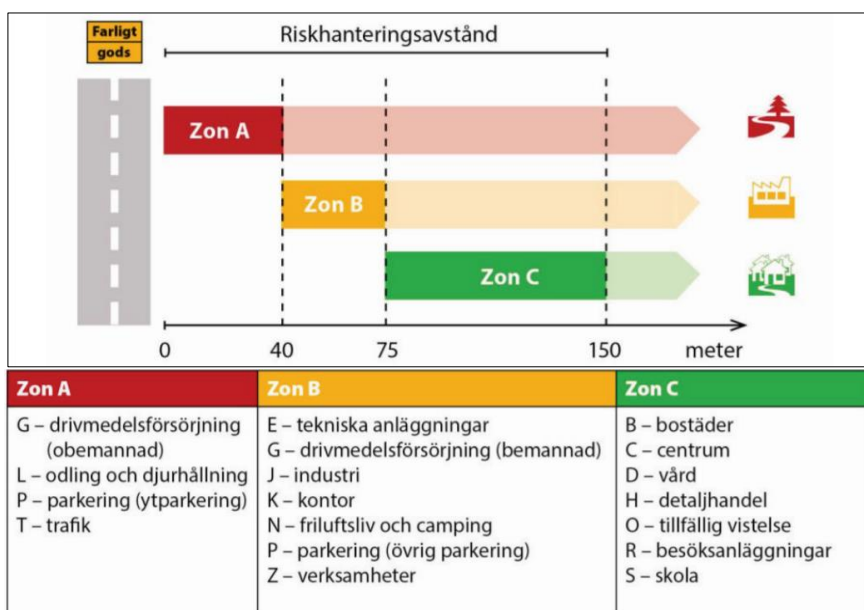 Farligt
gods
Riskhanteringsavstånd
Zon A
Zon B
Zon C
0 40 75 150 meter
Zon A
G – drivmedelsförsörjning
(obemannad)
L – odling och djurhållning
P – parkering (ytparkering)
T – trafik
Zon B
E – tekniska anläggningar
G – drivmedelsförsörjning (bemannad)
J – industri
K – kontor
N – friluftsliv och camping
P – parkering (övrig parkering)
Z – verksamheter
Zon C
B – bostäder
C – centrum
D – vård
H – detaljhandel
O – tillfällig vistelse
R – besöksanläggningar
S – skola